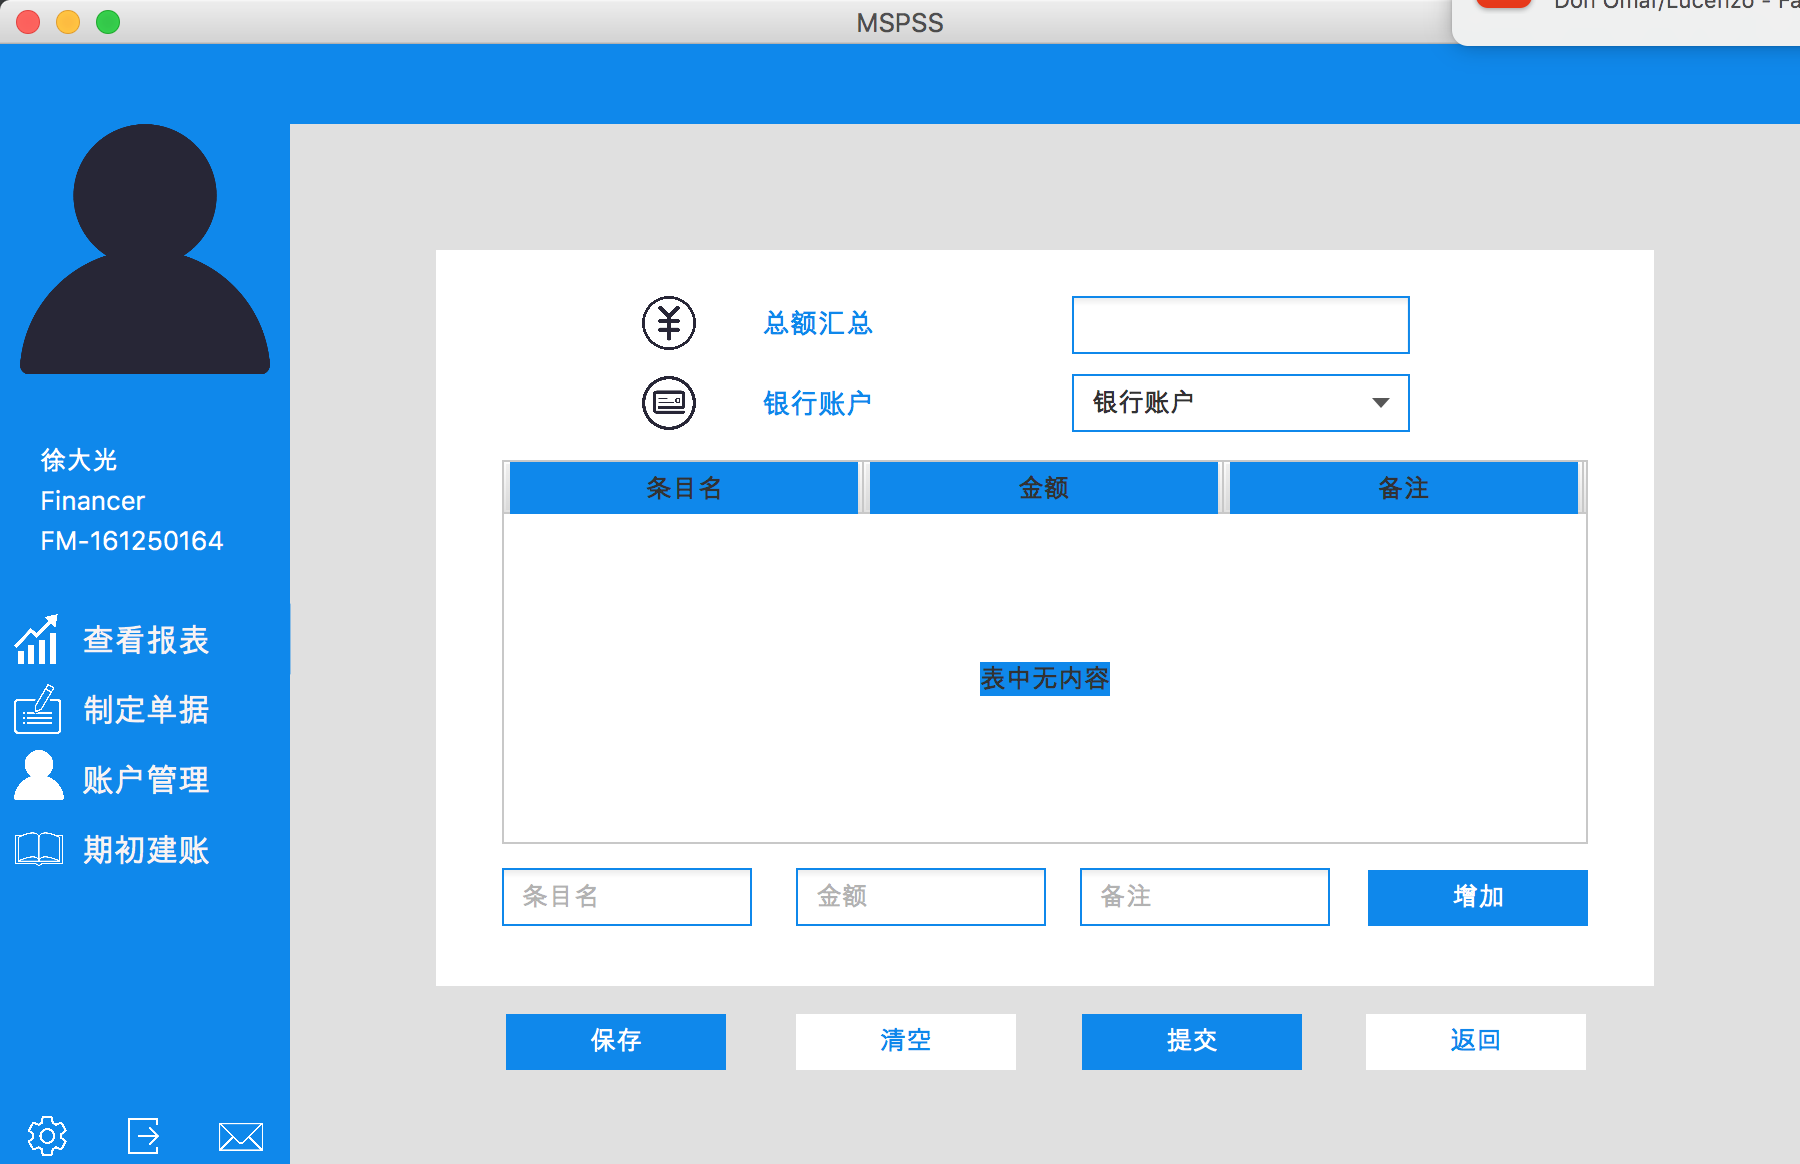 MSPSS
Don Omar/Lucenzo - Fa
徐大光
Financer
FM-161250164
查看报表
制定单据
账户管理
期初建账
总额汇总
银行账户
银行账户
条目名 金额 备注
表中无内容
条目名 金额 备注 增加
保存 清空 提交 返回